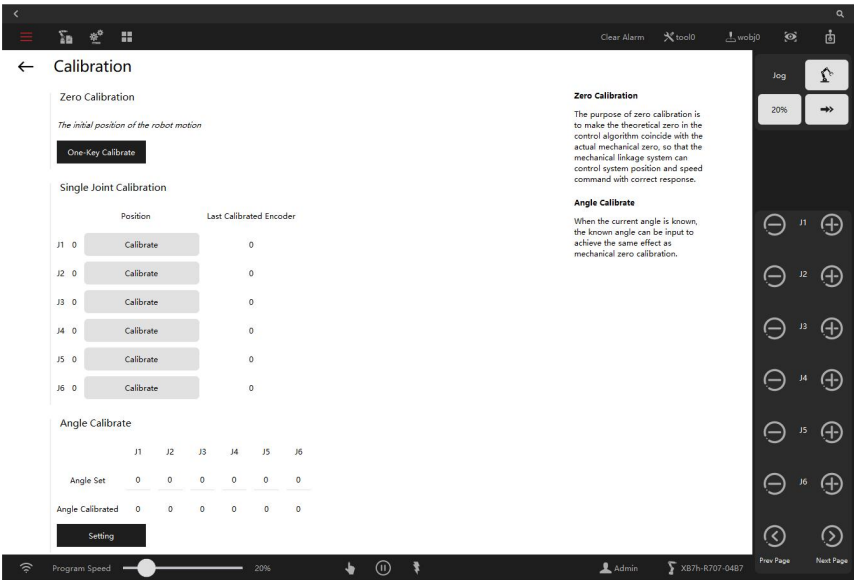 Clear Alarm tool0 wobj0
Calibration
Zero Calibration
The initial position of the robot motion
One-Key Calibrate
Single Joint Calibration
Position Last Calibrated Encoder
J1 0 Calibrate 0
J2 0 Calibrate 0
J3 0 Calibrate 0
J4 0 Calibrate 0
J5 0 Calibrate 0
J6 0 Calibrate 0
Angle Calibrate
J1 J2 J3 J4 J5 J6
Angle Set 0 0 0 0 0 0
Angle Calibrated 0 0 0 0 0 0
Setting
Zero Calibration
The purpose of zero calibration is
to make the theoretical zero in the
control algorithm coincide with the
actual mechanical zero, so that the
mechanical linkage system can
control system position and speed
command with correct response.
Angle Calibrate
When the current angle is known,
the known angle can be input to
achieve the same effect as
mechanical zero calibration.
Jog
20%
J1
J2
J3
J4
J5
J6
Prev Page Next Page
Program Speed 20% Admin XB7h-R707-04B7